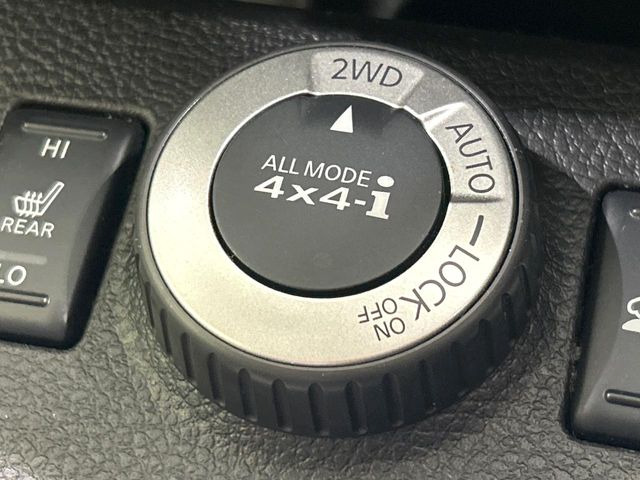 HI
REAR
LO
2WD
AUTO
LOCK
ON
OFF
ALL MODE
4x4-i